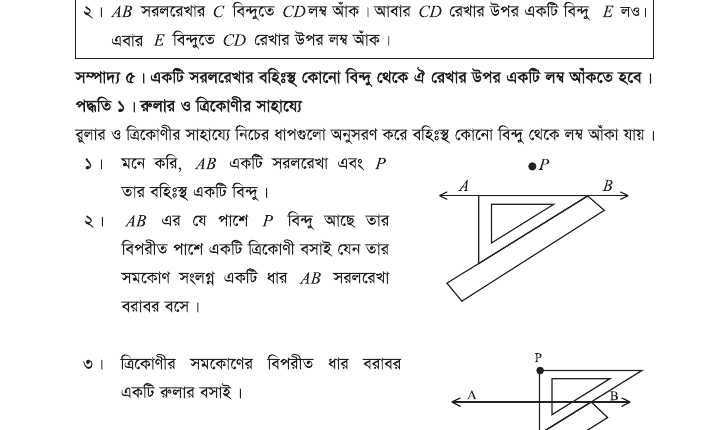 ২। AB সরলরেখার C বিন্দুতে CD লম্ব আঁক। আবার CD রেখার উপর একটি বিন্দু E লও।
এবার E বিন্দুতে CD রেখার উপর লম্ব আঁক।
সম্পাদ্য ৫। একটি সরলরেখার বহিঃস্থ কোনো বিন্দু থেকে ঐ রেখার উপর একটি লম্ব আঁকতে হবে।
পদ্ধতি ১। রুলার ও ত্রিকোণীর সাহায্যে
রুলার ও ত্রিকোণীর সাহায্যে নিচের ধাপগুলো অনুসরণ করে বহিঃস্থ কোনো বিন্দু থেকে লম্ব আঁকা যায়।
১। মনে করি, AB একটি সরলরেখা এবং P
তার বহিঃস্থ একটি বিন্দু।
২। AB এর যে পাশে P বিন্দু আছে তার
বিপরীত পাশে একটি ত্রিকোণী বসাই যেন তার
সমকোণ সংলগ্ন একটি ধার AB সরলরেখা
বরাবর বসে।
P
A B
৩। ত্রিকোণীর সমকোণের বিপরীত ধার বরাবর
একটি রুলার বসাই।
P
A B